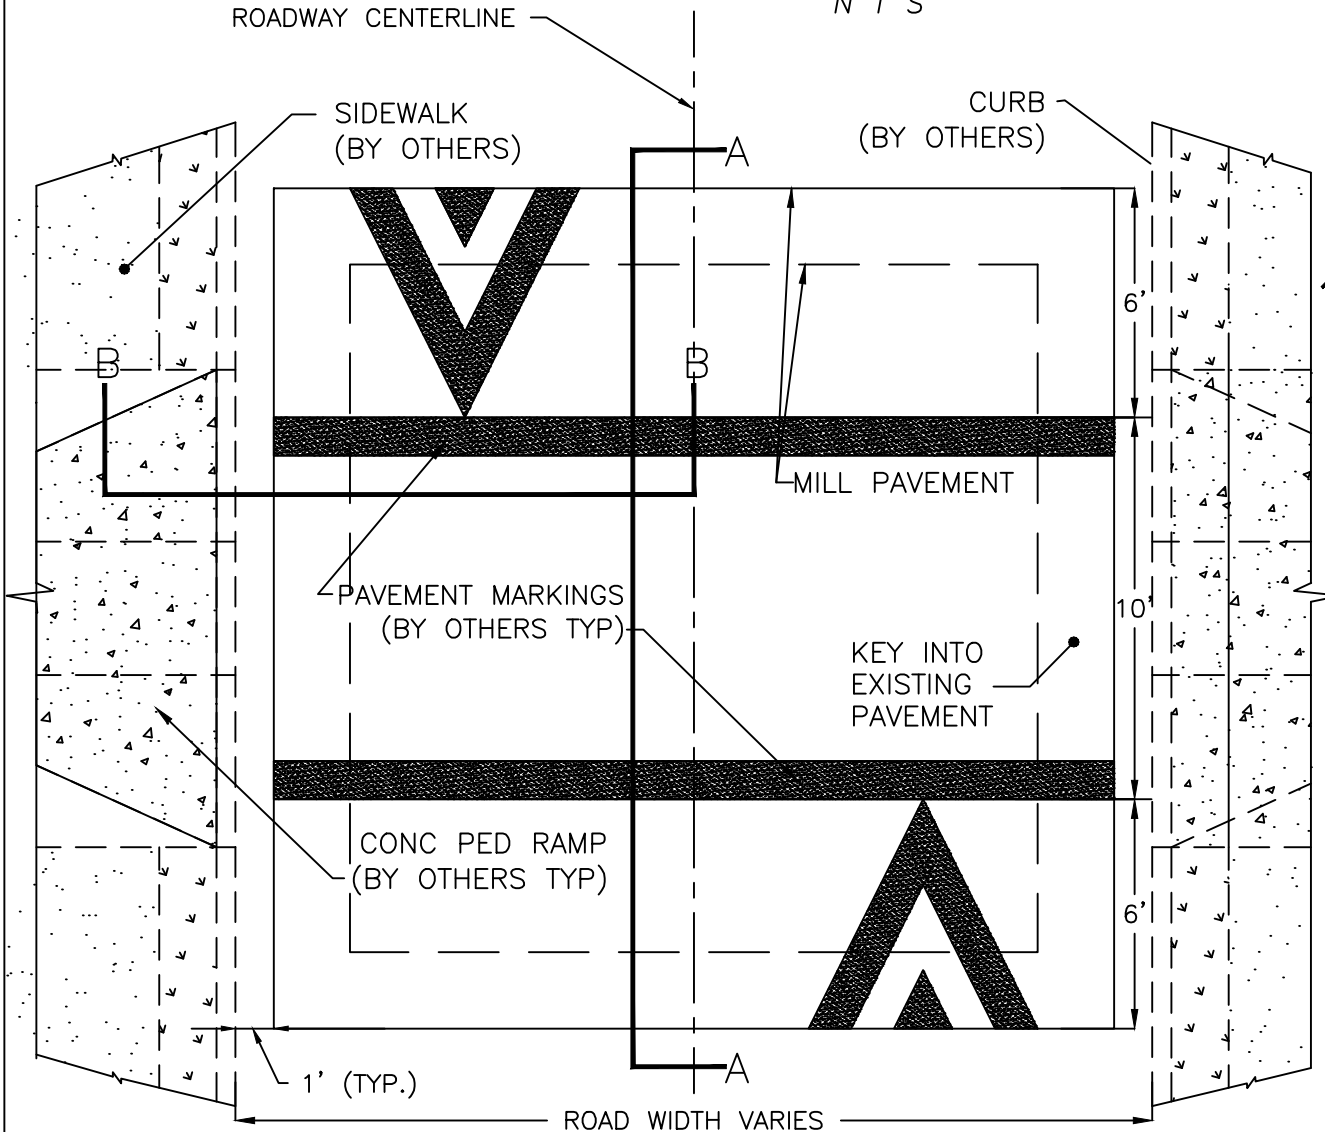 N T S
ROADWAY CENTERLINE
SIDEWALK
(BY OTHERS)
CURB
(BY OTHERS)
A
6'
B
B
MILL PAVEMENT
PAVEMENT MARKINGS
(BY OTHERS TYP)
10'
KEY INTO
EXISTING
PAVEMENT
CONC PED RAMP
(BY OTHERS TYP)
6'
A
1' (TYP.)
ROAD WIDTH VARIES